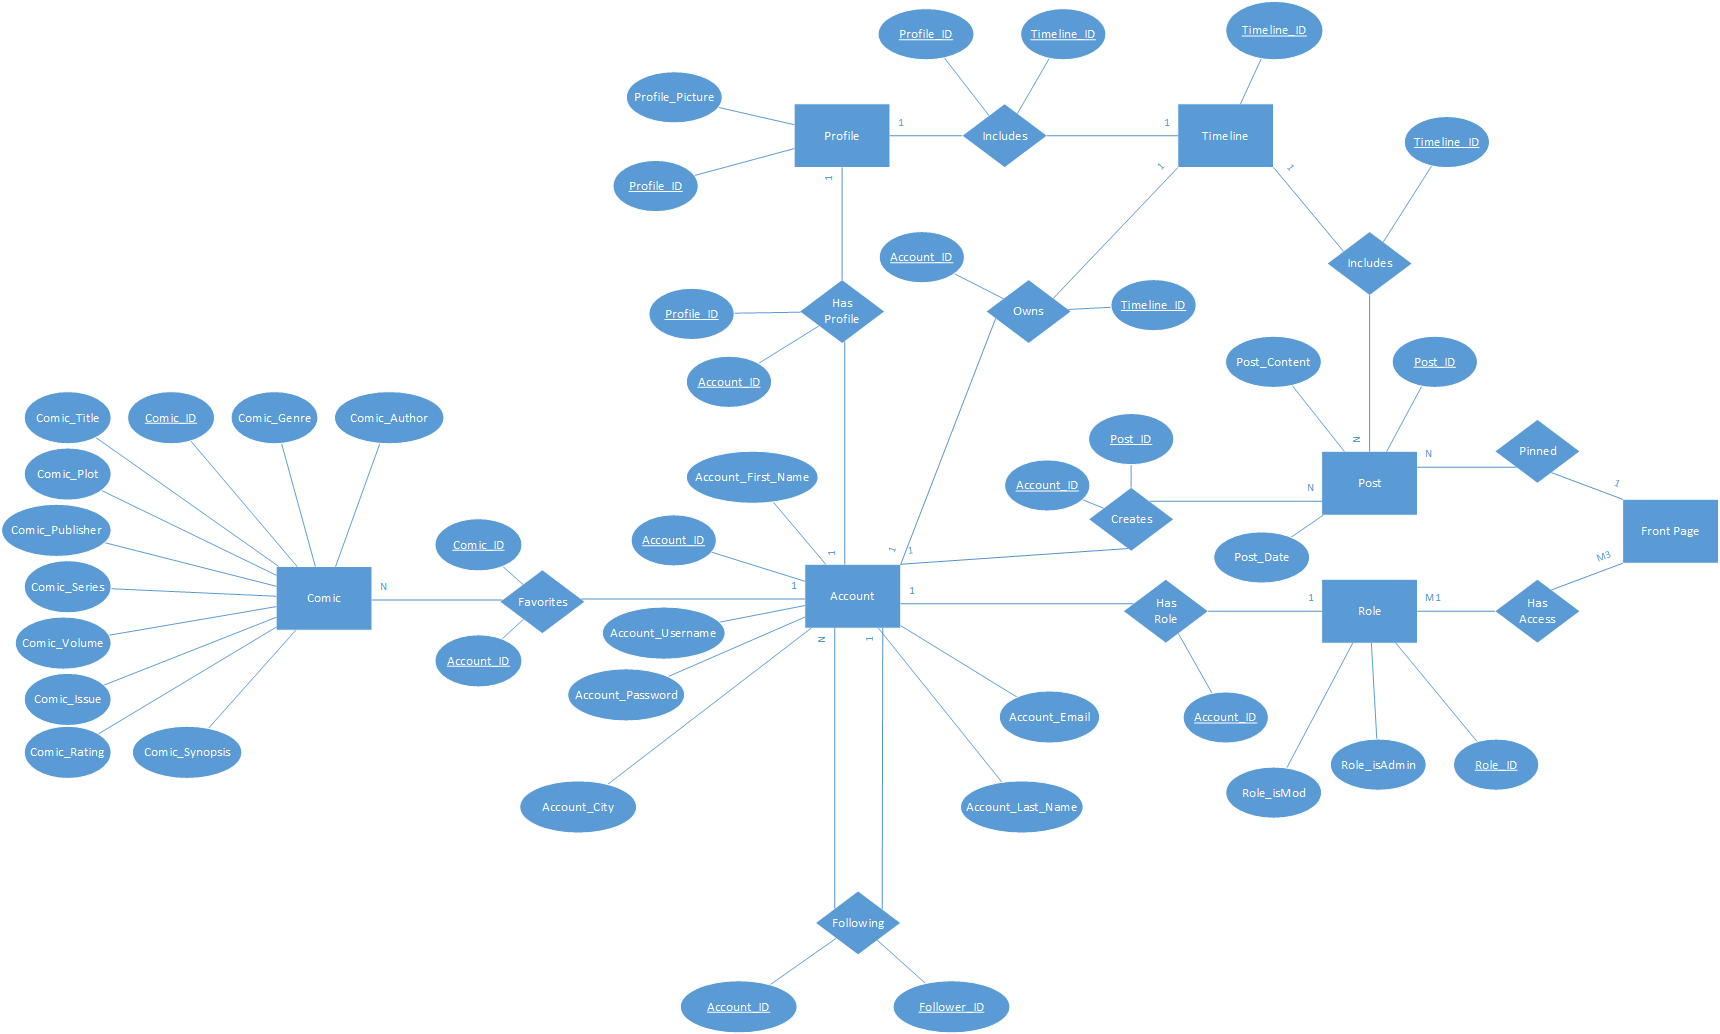 Timeline_ID
Profile_ID
Timeline_ID
Profile_Picture
1
1
Profile
Includes
Timeline
Timeline_ID
1
1
1
Profile_ID
Account_ID
Includes
Has
Profile
Owns
Timeline_ID
Profile_ID
Post_Content
Post_ID
Account_ID
Comic_Title
Comic_ID
Comic_Genre
Comic_Author
Post_ID
N
N
Pinned
Comic_Plot
Account_First_Name
Account_ID
N
Post
1
Creates
Comic_Publisher
Account_ID
Comic_ID
1
1
1
Post_Date
Front Page
M3
Comic_Series
N
1
1
1
M1
Comic
Favorites
Account
Has
Role
Role
Has
Access
Comic_Volume
Account_Username
N
1
Account_ID
Comic_Issue
Account_Password
Account_Email
Account_ID
Comic_Rating
Comic_Synopsis
Role_isAdmin
Role_ID
Role_isMod
Account_City
Account_Last_Name
Following
Account_ID
Follower_ID